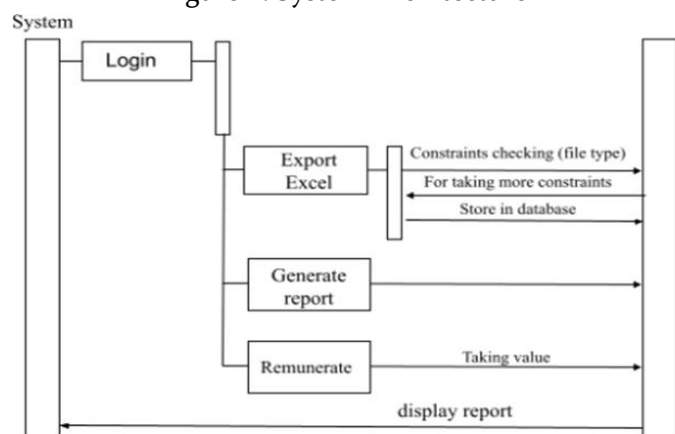 System
Login
Export
Excel
Constraints checking (file type)
For taking more constraints
Store in database
Generate
report
Remunerate
Taking value
display report